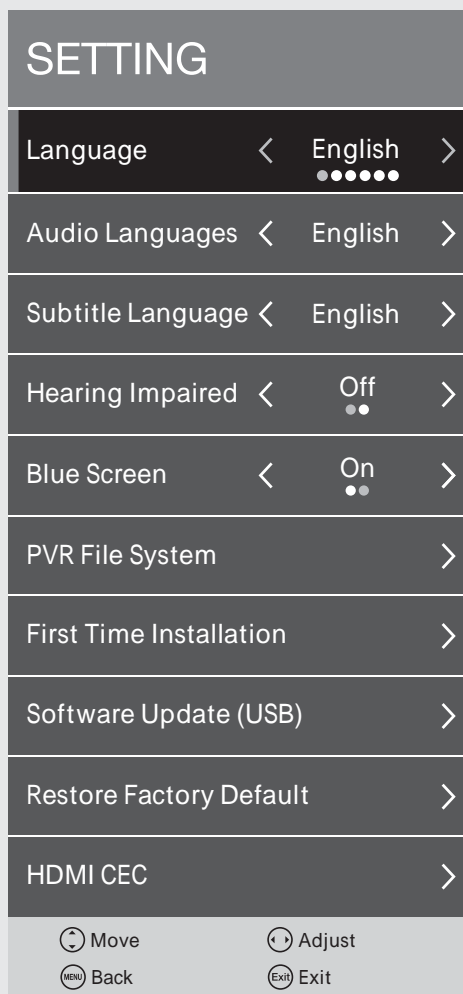 SETTING
Language English
Audio Languages English
Subtitle Language English
Hearing Impaired Off
Blue Screen On
PVR File System
First Time Installation
Software Update (USB)
Restore Factory Default
HDMI CEC
Move Adjust
MENU Back Exit Exit